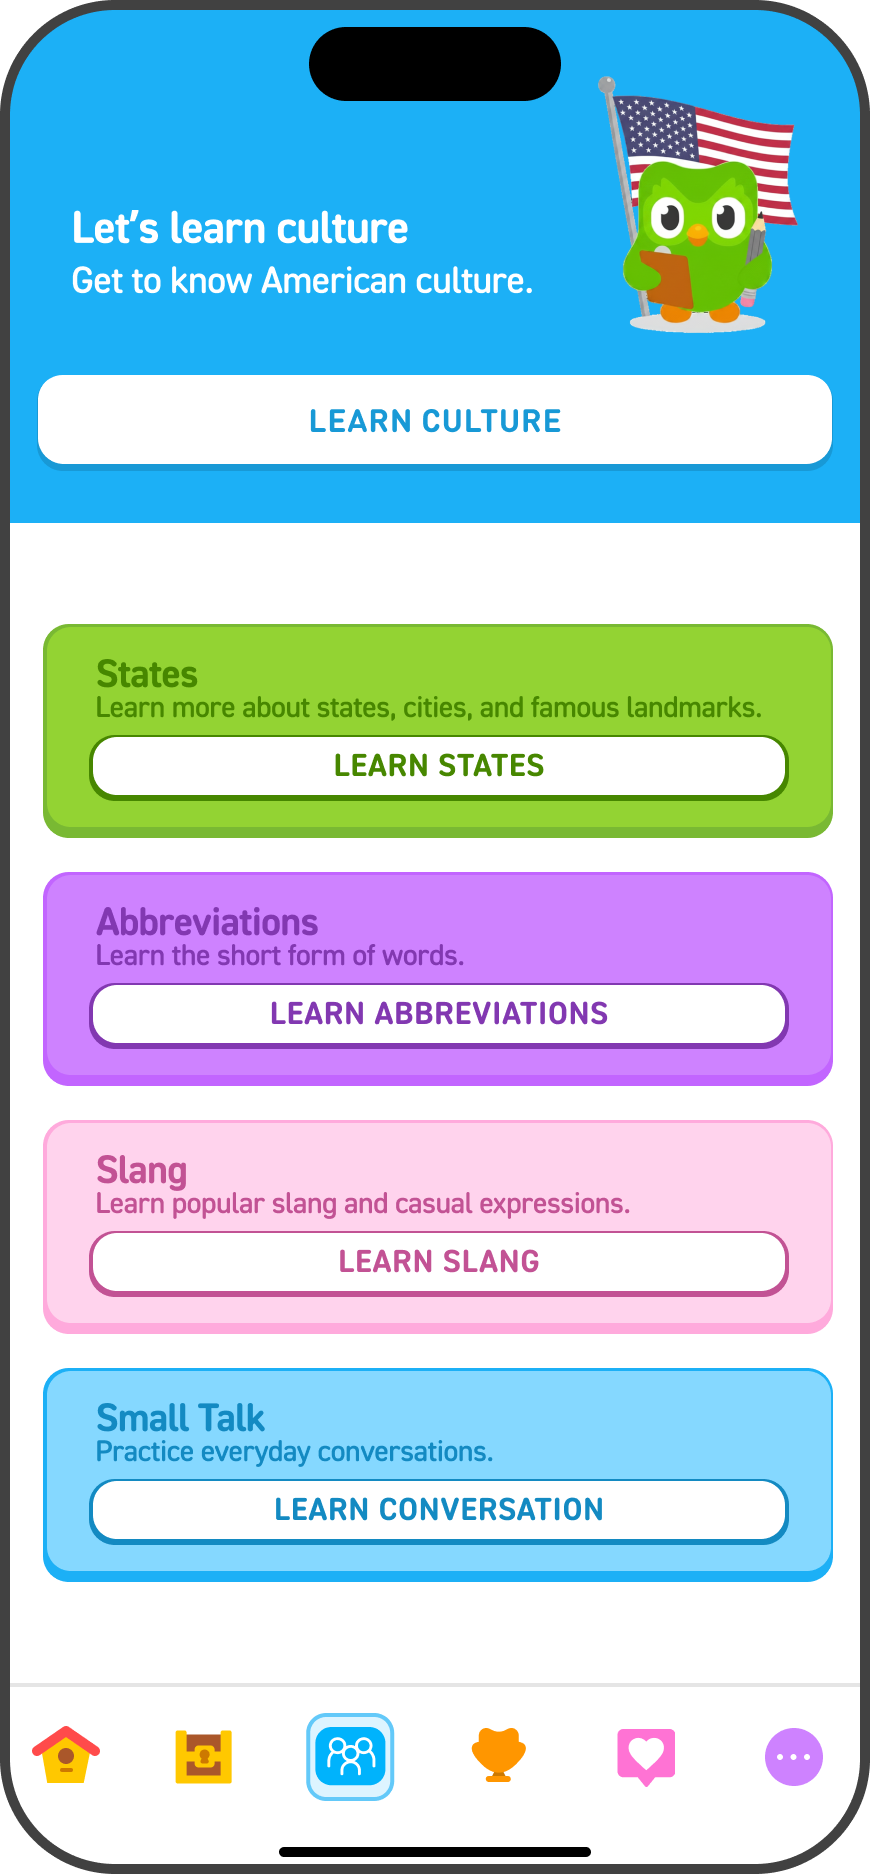 Let's learn culture
Get to know American culture.
LEARN CULTURE
States
Learn more about states, cities, and famous landmarks.
LEARN STATES
Abbreviations
Learn the short form of words.
LEARN ABBREVIATIONS
Slang
Learn popular slang and casual expressions.
LEARN SLANG
Small Talk
Practice everyday conversations.
LEARN CONVERSATION